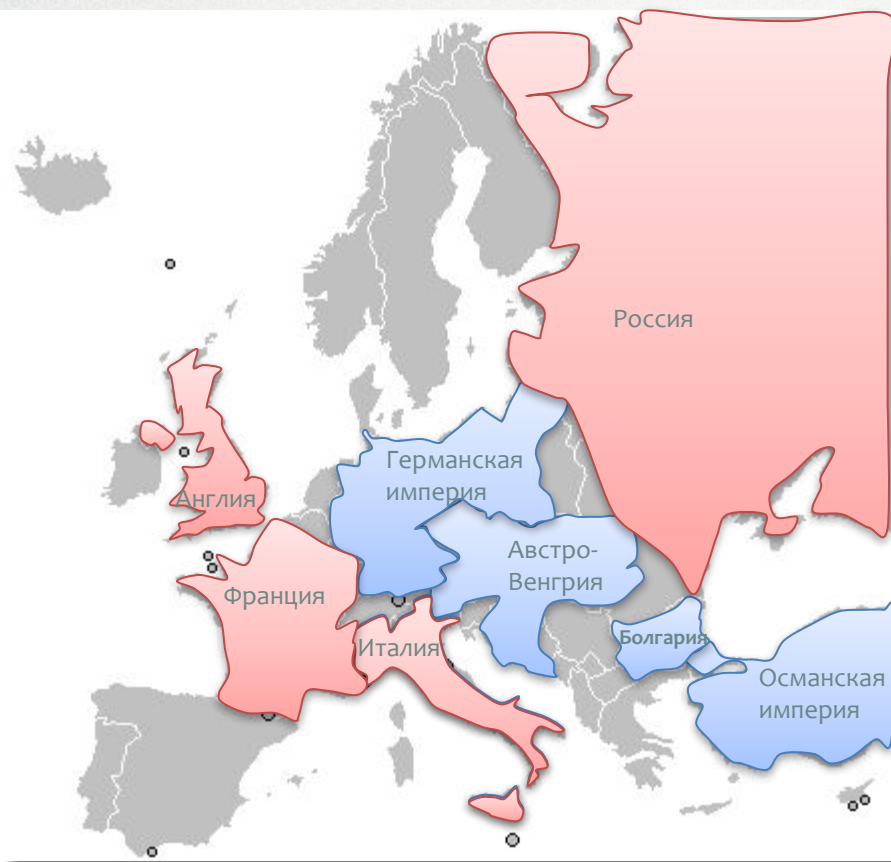 Россия
Германская
империя
Англия
Австро-
Венгрия
Франция
Болгария
Италия
Османская
империя